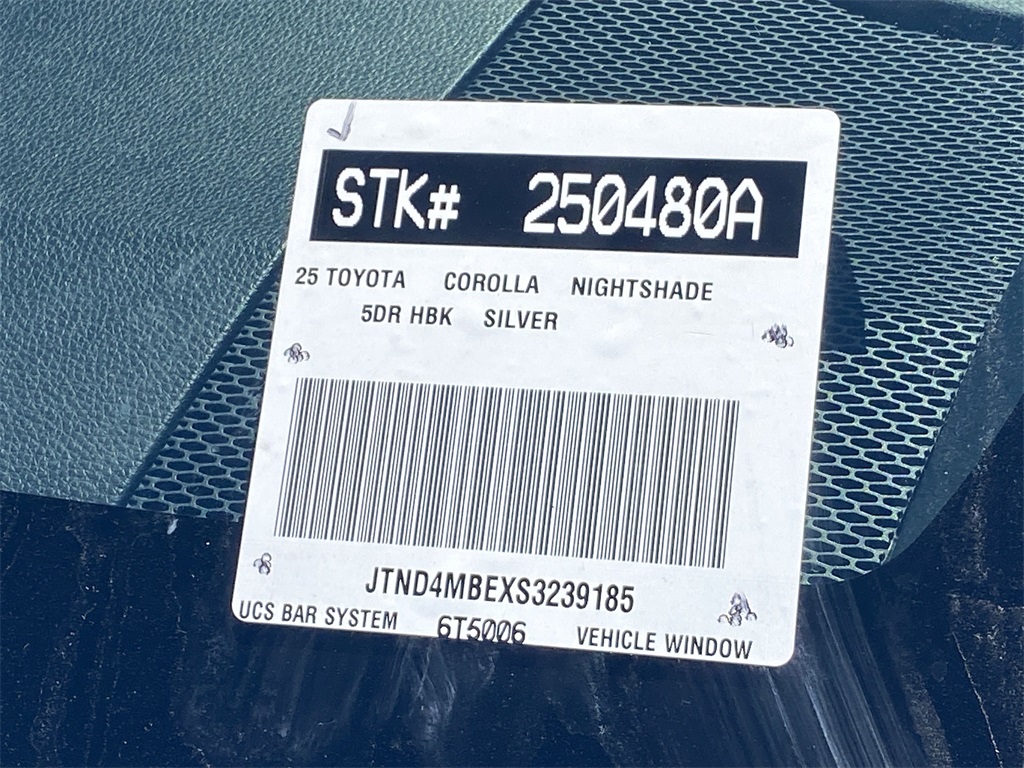 STK# 250480A
25 TOYOTA COROLLA NIGHTSHADE
5DR HBK SILVER
JTND4MBEXS3239185
UCS BAR SYSTEM 6T5006 VEHICLE WINDOW